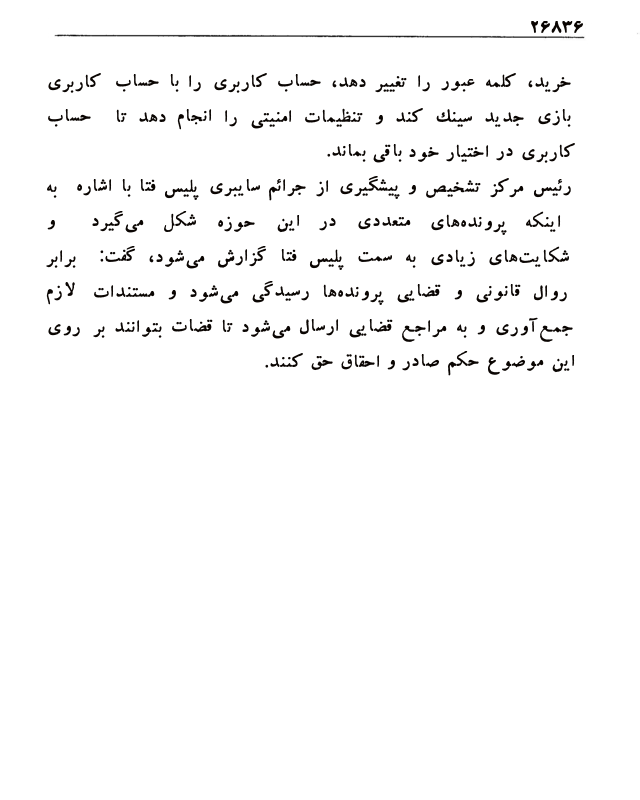 ۲۶۸۳۶
خرید، کلمه عبور را تغییر دهد، حساب کاربری را با حساب کاربری
بازی جدید سینك کند و تنظیمات امنیتی را انجام دهد تا حساب
کاربری در اختیار خود باقی بماند.
رئیس مرکز تشخیص و پیشگیری از جرائم سایبری پلیس فتا با اشاره به
اینکه پرونده‌های متعددی در این حوزه شکل می‌گیرد و
شکایت‌های زیادی به سمت پلیس فتا گزارش می‌شود، گفت: برابر
روال قانونی و قضایی پرونده‌ها رسیدگی می‌شود و مستندات لازم
جمع‌آوری و به مراجع قضایی ارسال می‌شود تا قضات بتوانند بر روی
این موضوع حکم صادر و احقاق حق کنند.